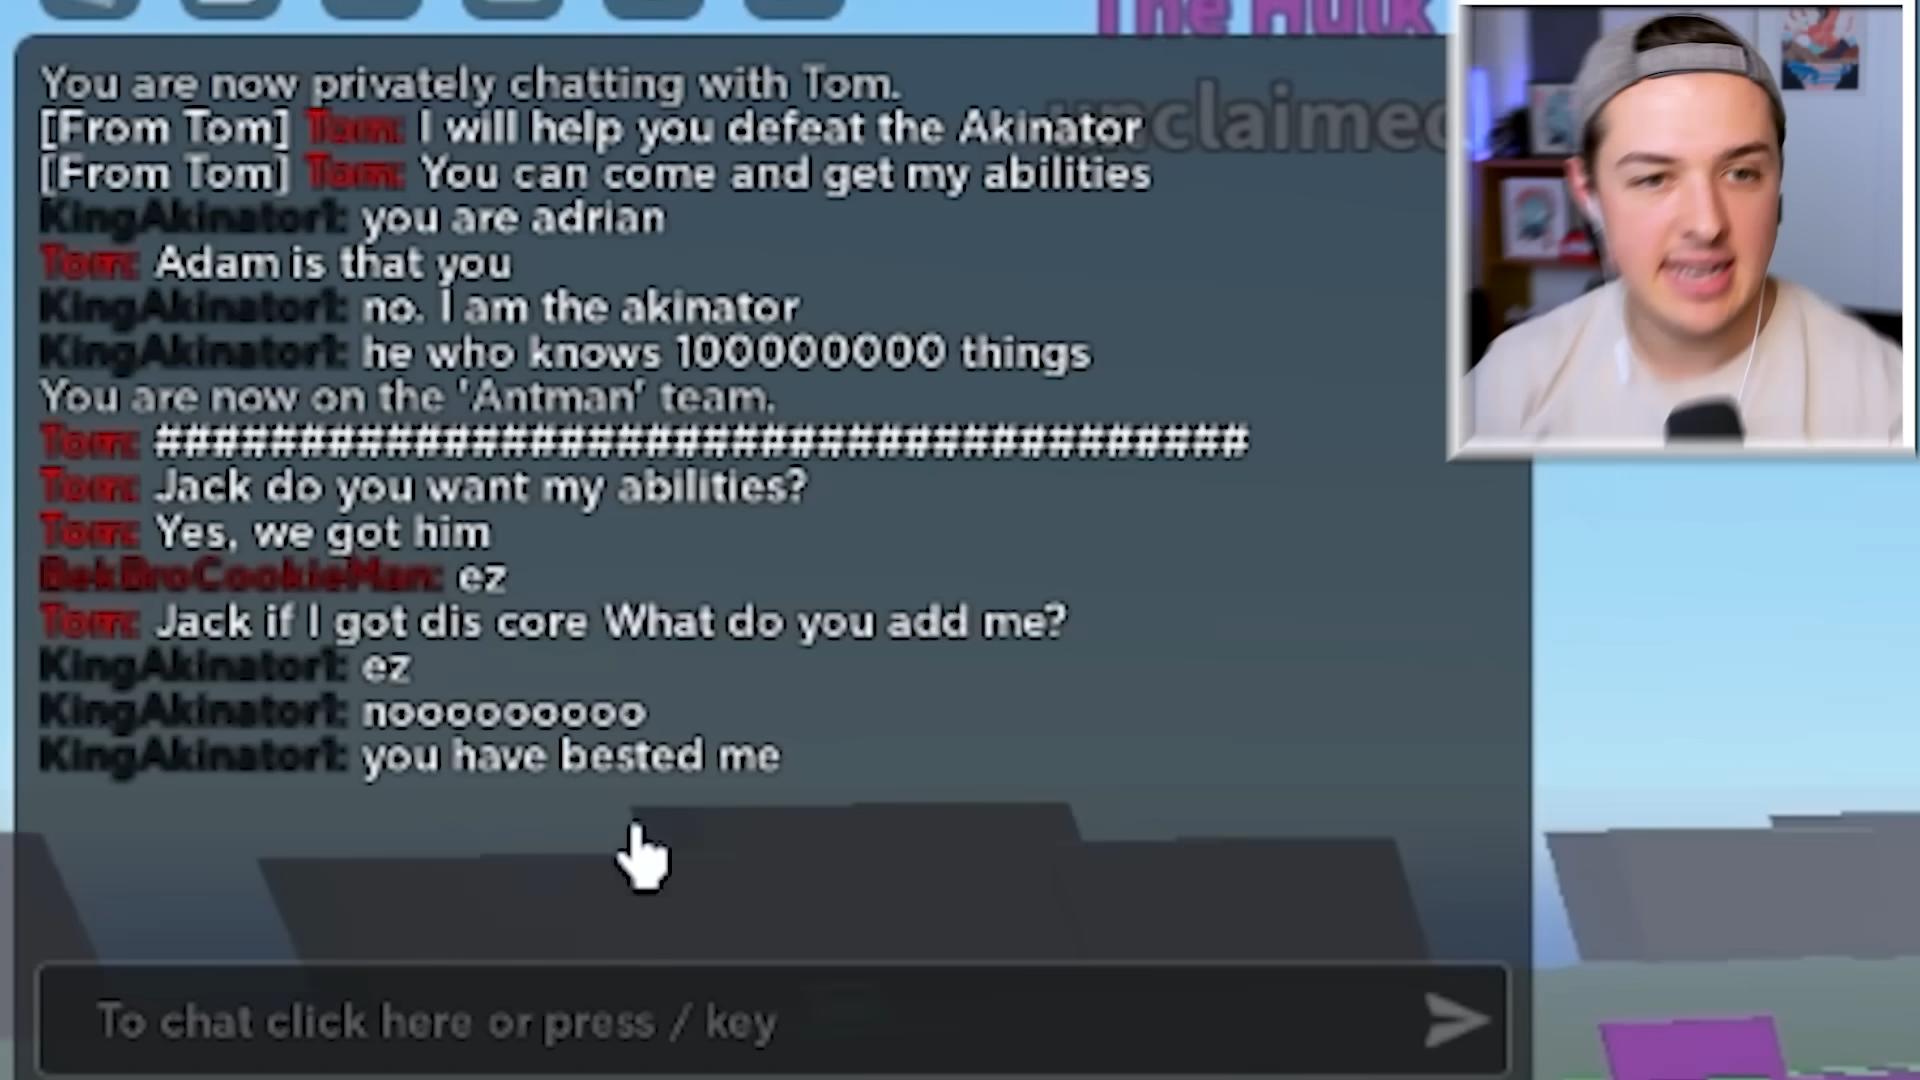 The Hulk
unclaimed
You are now privately chatting with Tom.
[From Tom] Tom: I will help you defeat the Akinator
[From Tom] Tom: You can come and get my abilities
KingAkinator1: you are adrian
Tom: Adam is that you
KingAkinator1: no. I am the akinator
KingAkinator1: he who knows 1000000000 things
You are now on the 'Antman' team.
Tom: ######################################
Tom: Jack do you want my abilities?
Tom: Yes, we got him
BekBroCookieMan: ez
Tom: Jack if I got dis core What do you add me?
KingAkinator1: ez
KingAkinator1: noooooooooo
KingAkinator1: you have bested me
To chat click here or press / key